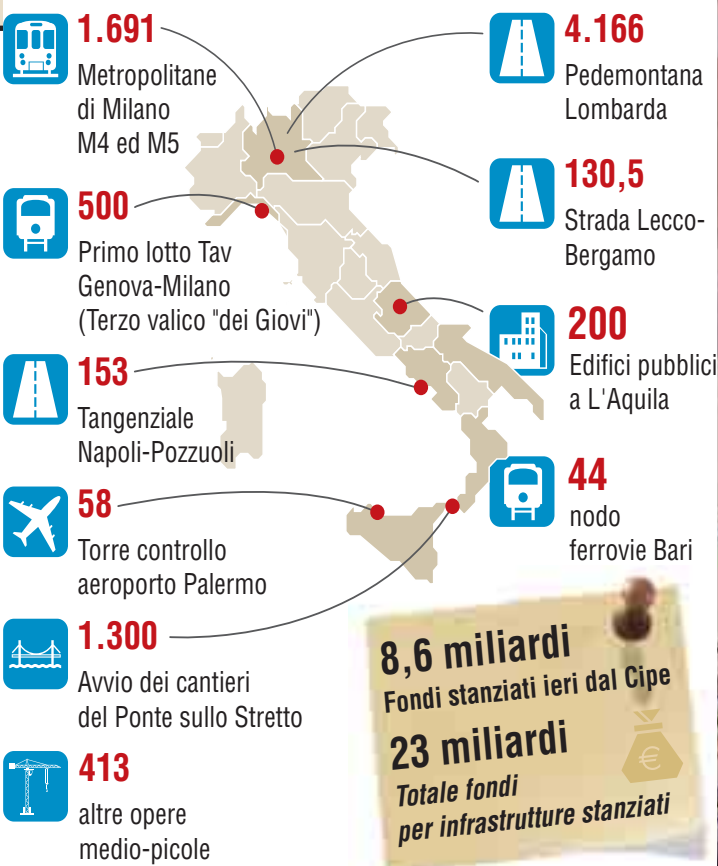 1.691
Metropolitane
di Milano
M4 ed M5
500
Primo lotto Tav
Genova-Milano
(Terzo valico "dei Giovi")
153
Tangenziale
Napoli-Pozzuoli
58
Torre controllo
aeroporto Palermo
1.300
Avvio dei cantieri
del Ponte sullo Stretto
413
altre opere
medio-picole
4.166
Pedemontana
Lombarda
130,5
Strada Lecco-
Bergamo
200
Edifici pubblici
a L'Aquila
44
nodo
ferrovie Bari
8,6 miliardi
Fondi stanziati ieri dal Cipe
23 miliardi
Totale fondi
per infrastrutture stanziati
€